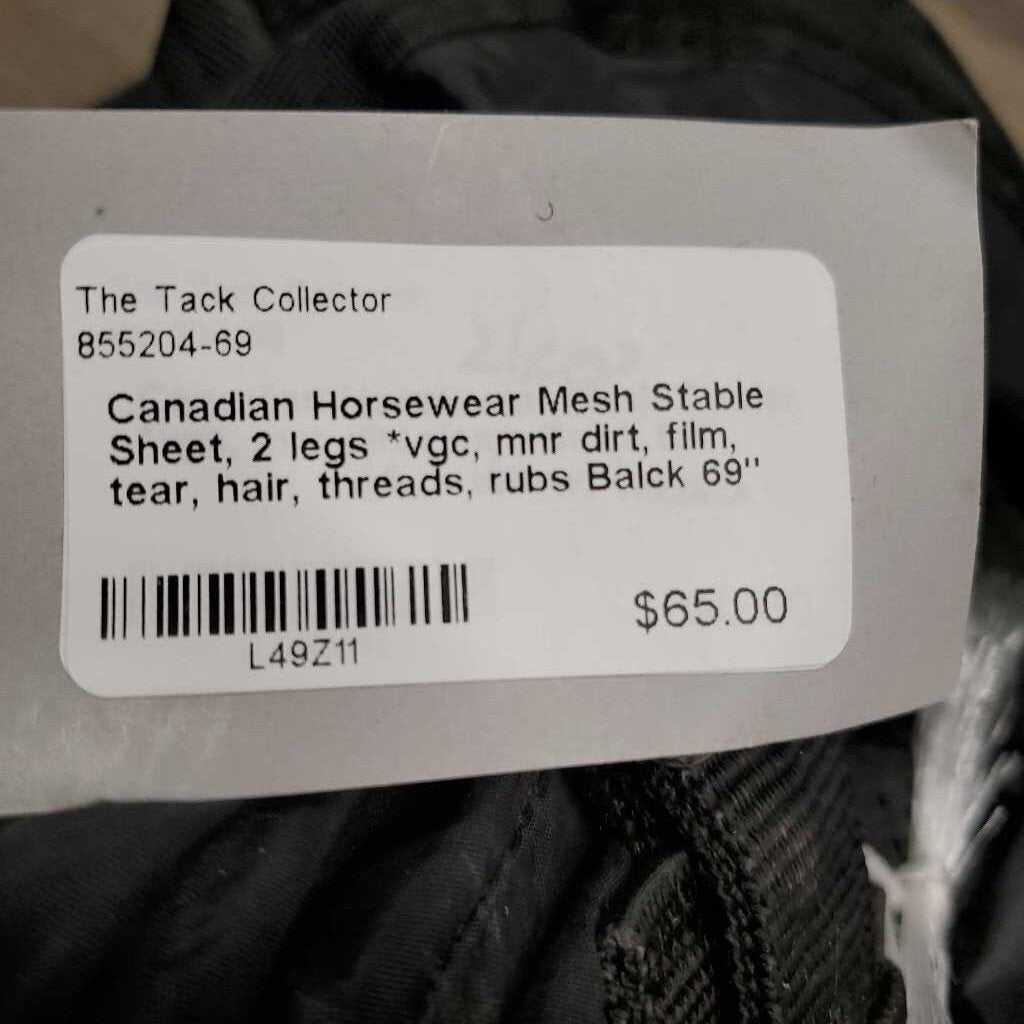 The Tack Collector
855204-69
Canadian Horsewear Mesh Stable
Sheet, 2 legs *vgc, mnr dirt, film,
tear, hair, threads, rubs Balck 69"
$65.00
L49Z11